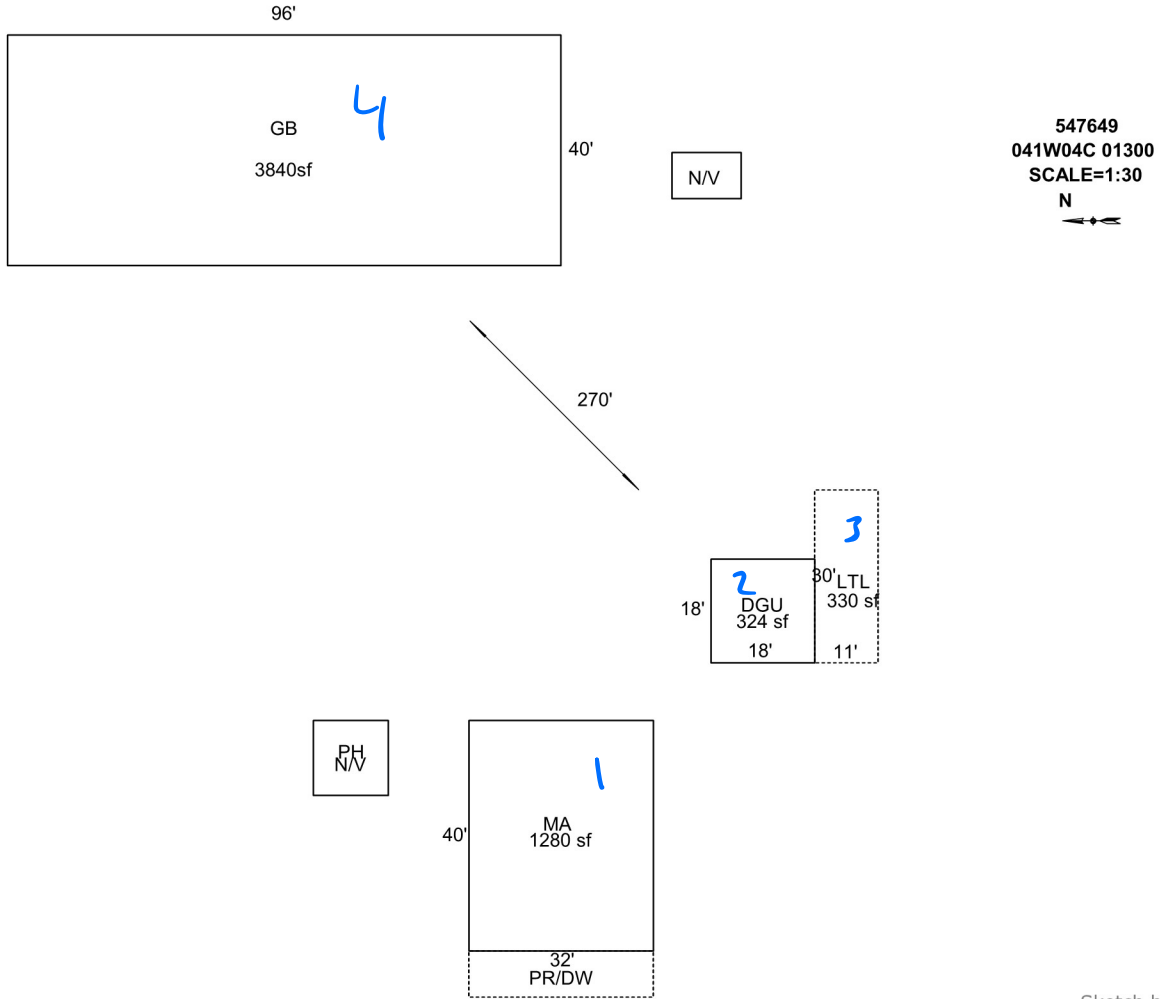 96'
GB
4
3840sf
40'
N/V
547649
041W04C 01300
SCALE=1:30
N
270'
3
2
30'
LTL
330 sf
18'
DGU
324 sf
18'
11'
PH
N/V
1
MA
1280 sf
40'
32'
PR/DW